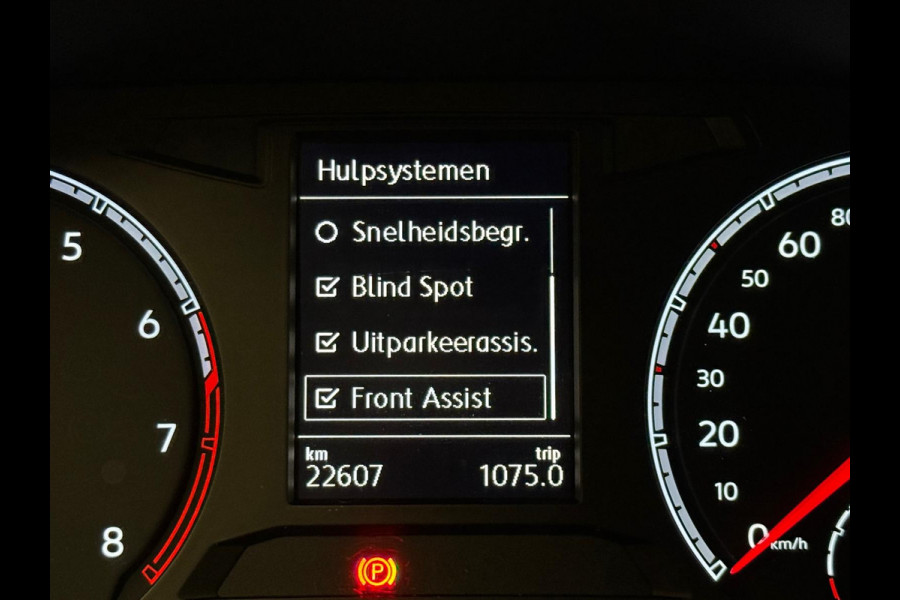 Hulpsystemen
Snelheidsbegr.
Blind Spot
Uitparkeerassis.
Front Assist
km trip
22607 1075.0
5
6
7
8
80
60
50
40
30
20
10
0 km/h
P